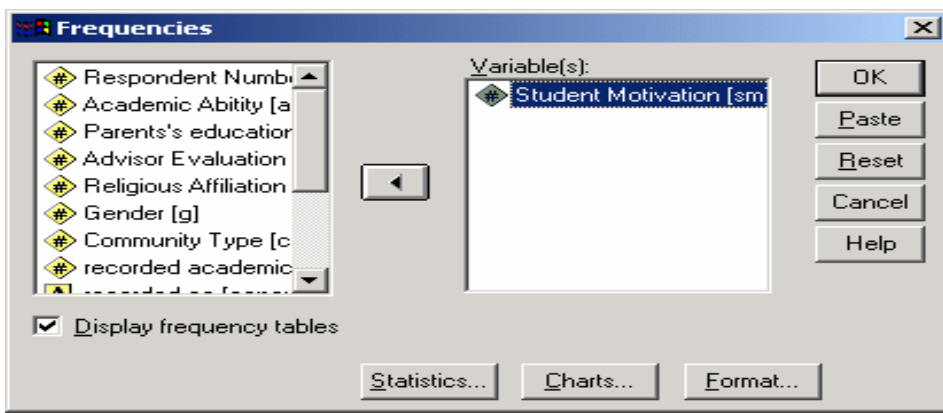 Frequencies
Respondent Numb
Academic Abitity [a
Parents's education
Advisor Evaluation
Religious Affiliation
Gender [g]
Community Type [c
recorded academic
Variable(s):
Student Motivation [sm]
OK
Paste
Reset
Cancel
Help
Display frequency tables
Statistics...
Charts...
Format...